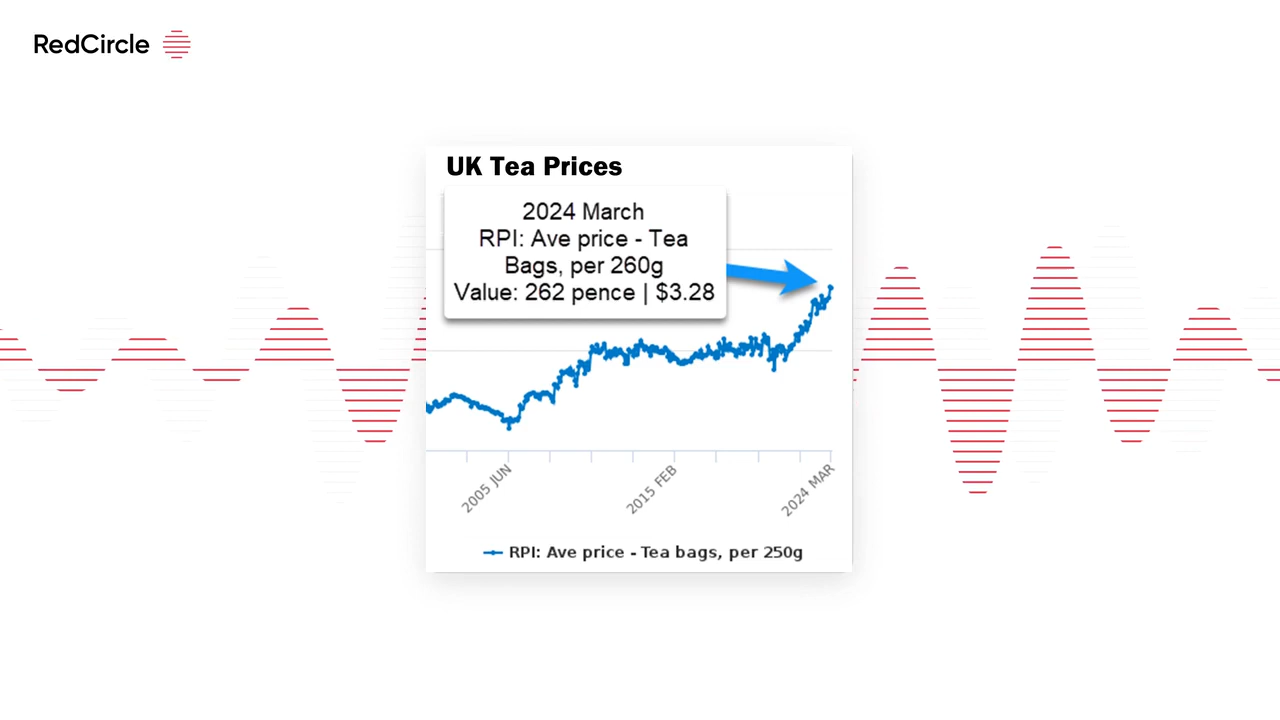 RedCircle
UK Tea Prices
2024 March
RPI: Ave price - Tea
Bags, per 260g
Value: 262 pence | $3.28
2005 JUN
2015 FEB
2024 MAR
RPI: Ave price - Tea bags, per 250g